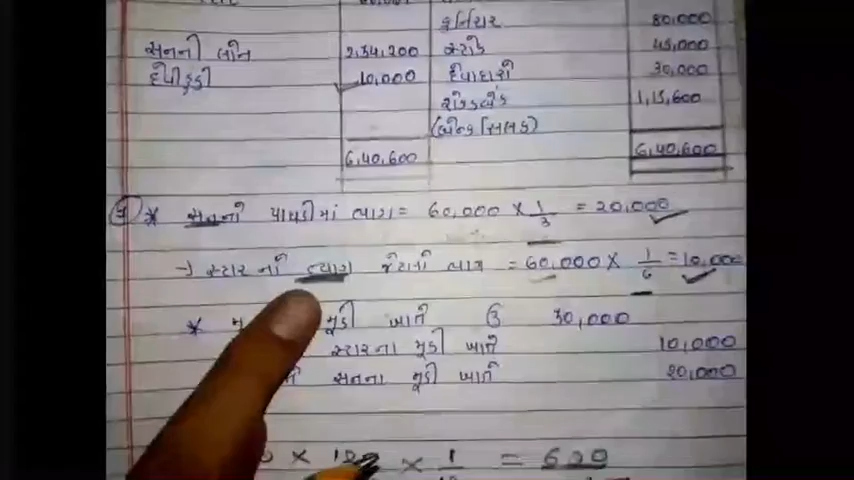 ફર્નિચર 80,000
સનની લોન 2,34,200 સ્ટોક 45,000
10,000 દેવાદારો 30,000
રોકડ/બેંક 1,15,600
6,40,600 6,40,600
* સનનો પાઘડીમાં ભાગ = 60,000 × 1/3 = 20,000
→ સ્ટારનો ત્યાગ ભાગ = 60,000 × 1/6 = 10,000
* મૂડી ખાતે ઉ 30,000
સ્ટારના મૂડી ખાતે 10,000
સનના મૂડી ખાતે 20,000
× 1 = 600